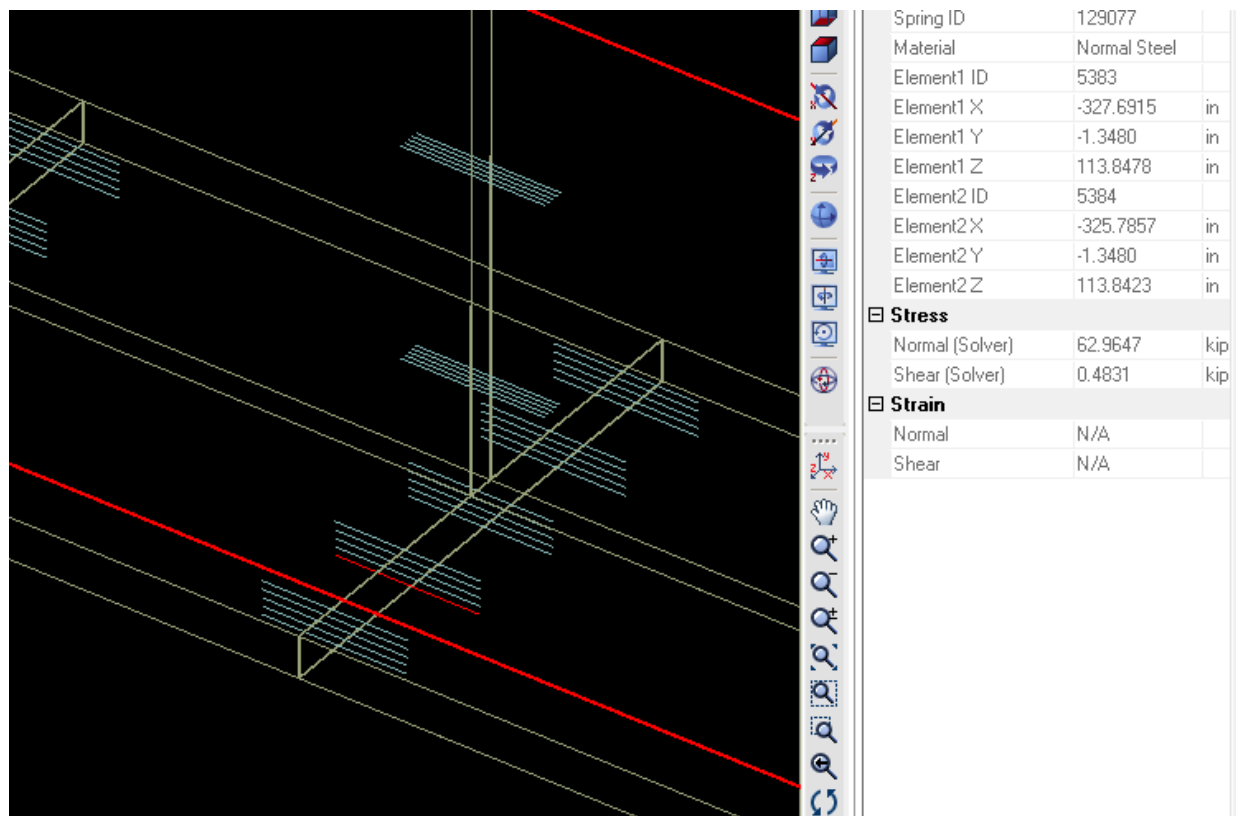 Spring ID 129077
Material Normal Steel
Element1 ID 5383
Element1 X -327.6915 in
Element1 Y -1.3480 in
Element1 Z 113.8478 in
Element2 ID 5384
Element2 X -325.7857 in
Element2 Y -1.3480 in
Element2 Z 113.8423 in
Stress
Normal (Solver) 62.9647 kip
Shear (Solver) 0.4831 kip
Strain
Normal N/A
Shear N/A